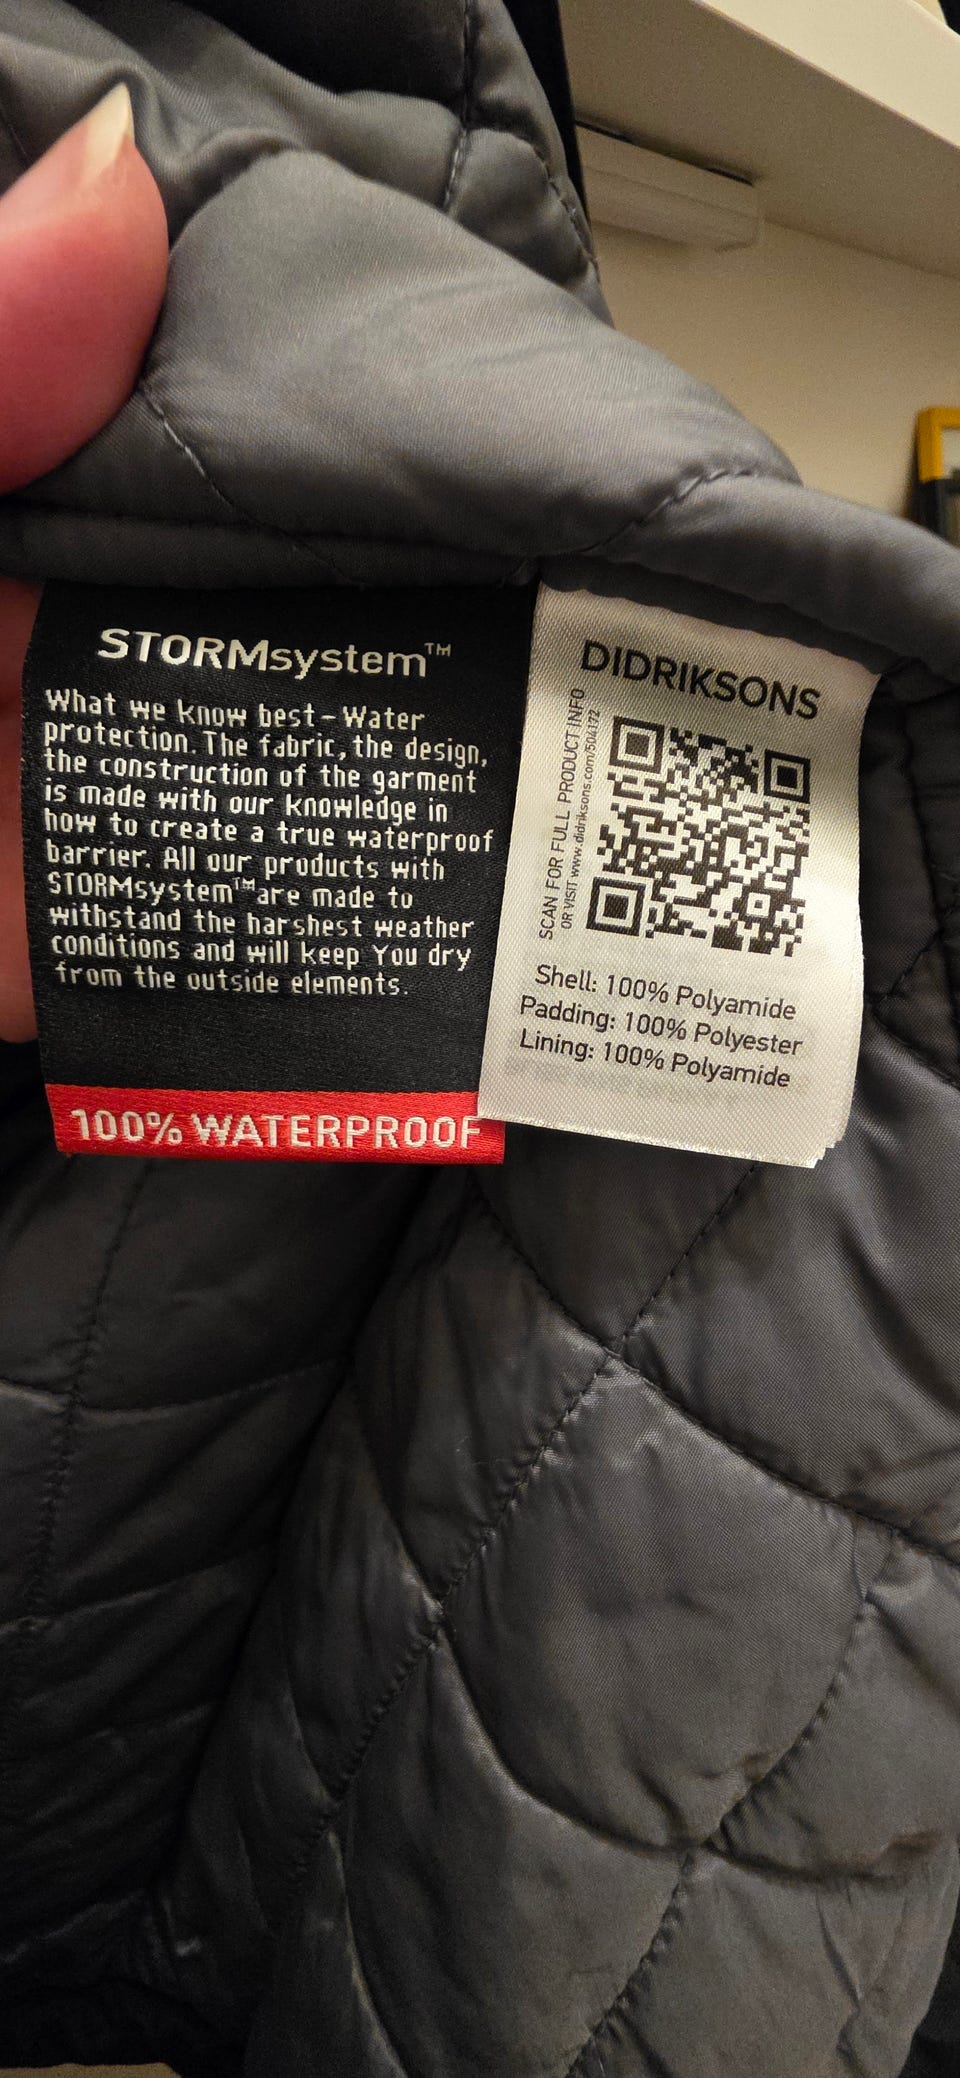 STORMsystem™
What we know best-Water
protection. The fabric, the design,
the construction of the garment
is made with our knowledge in
how to create a true waterproof
barrier. All our products with
STORMsystem™are made to
withstand the harshest weather
conditions and will keep You dry
from the outside elements.
100% WATERPROOF
DIDRIKSONS
SCAN FOR FULL PRODUCT INFO
OR VISIT www.didriksons.com/504172
Shell: 100% Polyamide
Padding: 100% Polyester
Lining: 100% Polyamide